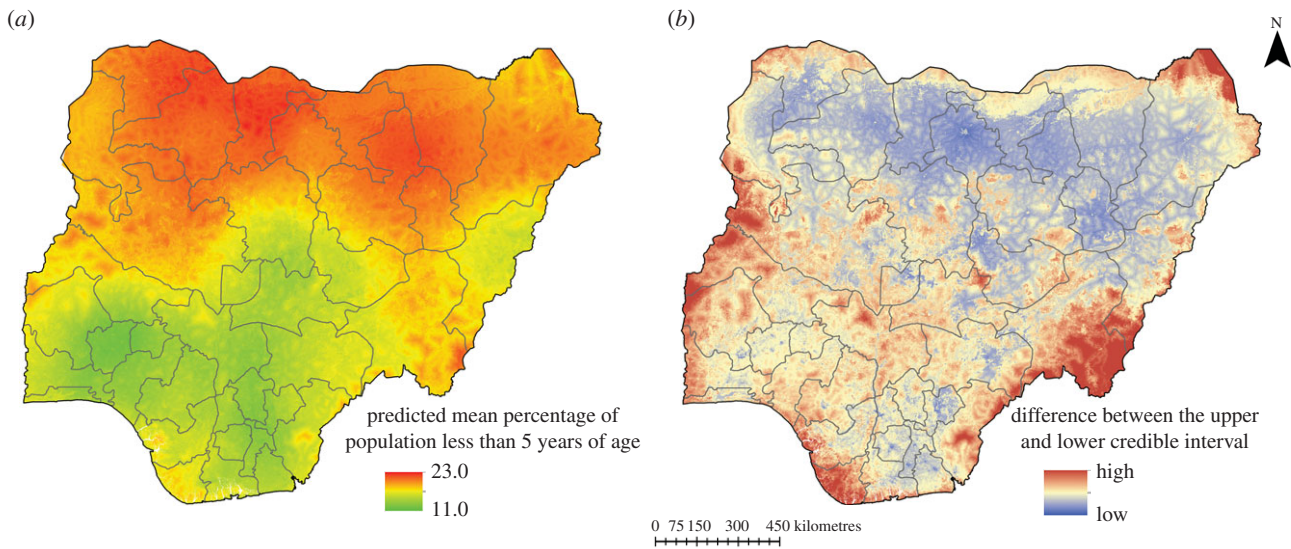 (a)
(b)
N
predicted mean percentage of
population less than 5 years of age
23.0
11.0
difference between the upper
and lower credible interval
high
low
0 75 150 300 450 kilometres